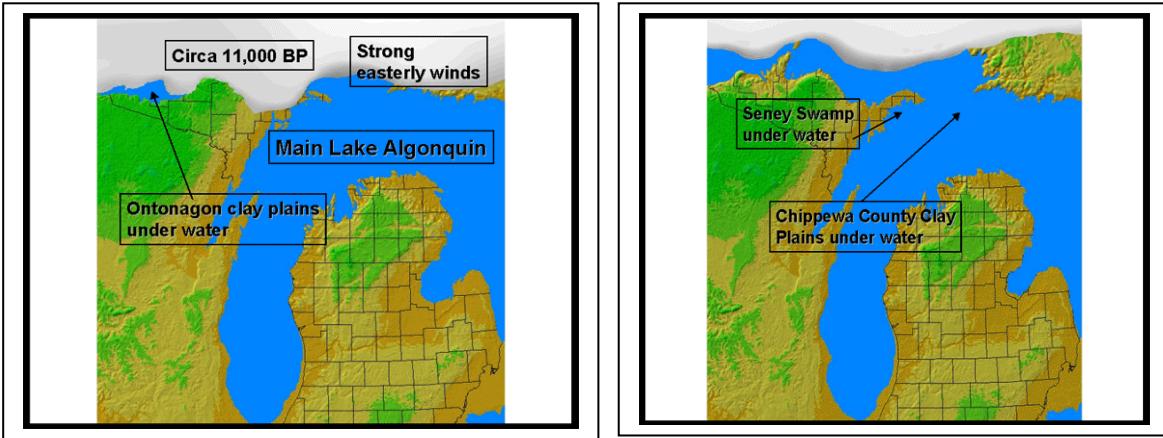 Circa 11,000 BP
Strong
easterly winds
Main Lake Algonquin
Ontonagon clay plains
under water
Seney Swamp
under water
Chippewa County Clay
Plains under water